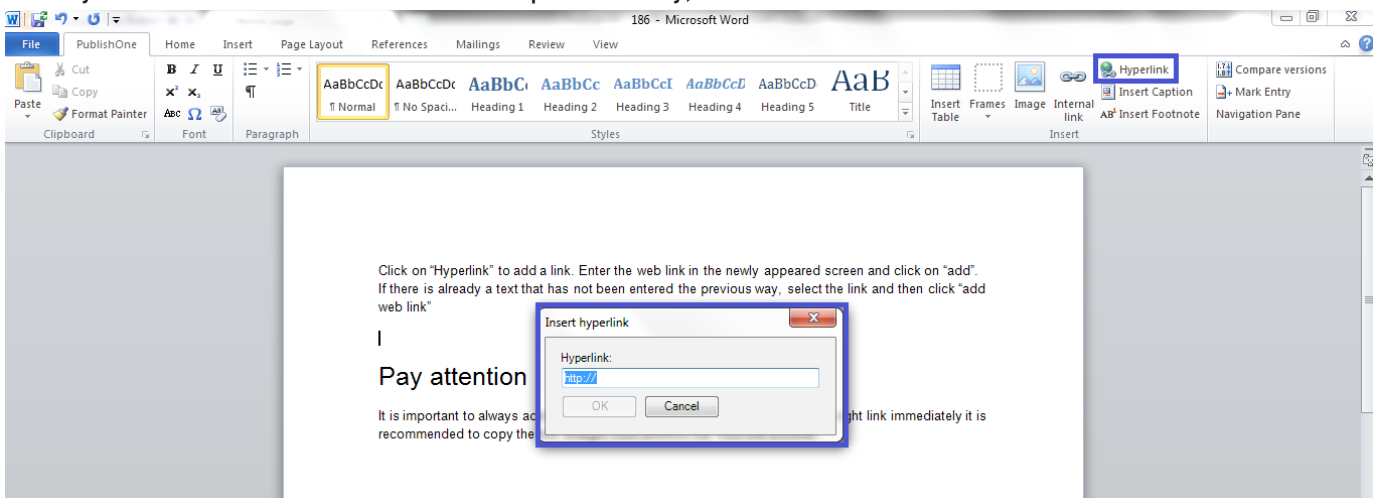 186 - Microsoft Word
File PublishOne Home Insert Page Layout References Mailings Review View
Paste
Cut
Copy
Format Painter
Clipboard
B I U
x² x₂
ABC Ω
Font
¶
Paragraph
AaBbCcDc AaBbCcDc AaBbC AaBbCc AaBbCcI AaBbCcD AaBbCcD AaB
¶ Normal ¶ No Spaci... Heading 1 Heading 2 Heading 3 Heading 4 Heading 5 Title
Styles
Insert Table
Frames
Image
Internal link
Hyperlink
Insert Caption
AB¹ Insert Footnote
Insert
Compare versions
Mark Entry
Navigation Pane
Click on “Hyperlink” to add a link. Enter the web link in the newly appeared screen and click on “add”.
If there is already a text that has not been entered the previous way, select the link and then click “add
web link”
Pay attention
It is important to always
recommended to copy the
ght link immediately it is
Insert hyperlink
Hyperlink:
http://
OK
Cancel